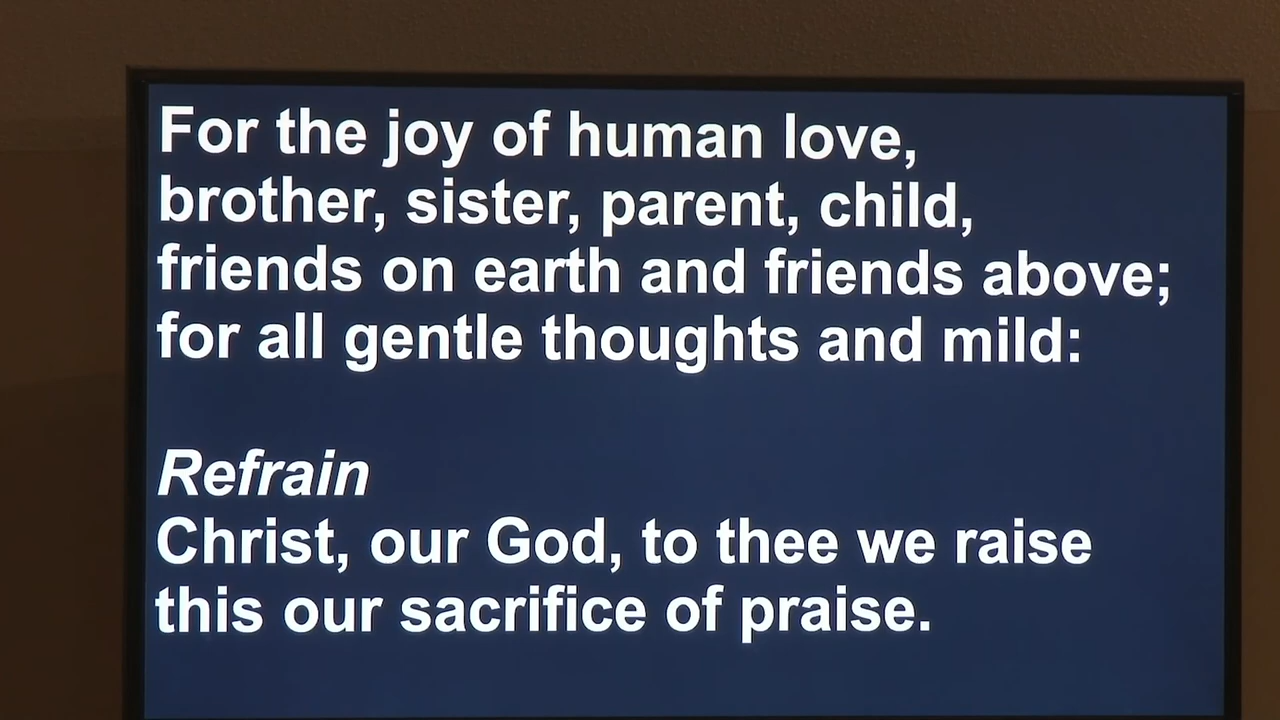 For the joy of human love,
brother, sister, parent, child,
friends on earth and friends above;
for all gentle thoughts and mild:
Refrain
Christ, our God, to thee we raise
this our sacrifice of praise.